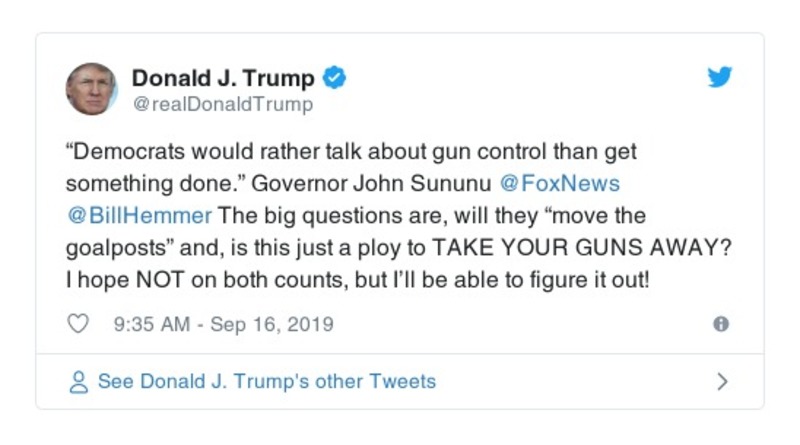 Donald J. Trump
@realDonaldTrump
“Democrats would rather talk about gun control than get
something done.” Governor John Sununu @FoxNews
@BillHemmer The big questions are, will they “move the
goalposts” and, is this just a ploy to TAKE YOUR GUNS AWAY?
I hope NOT on both counts, but I’ll be able to figure it out!
9:35 AM - Sep 16, 2019
See Donald J. Trump's other Tweets